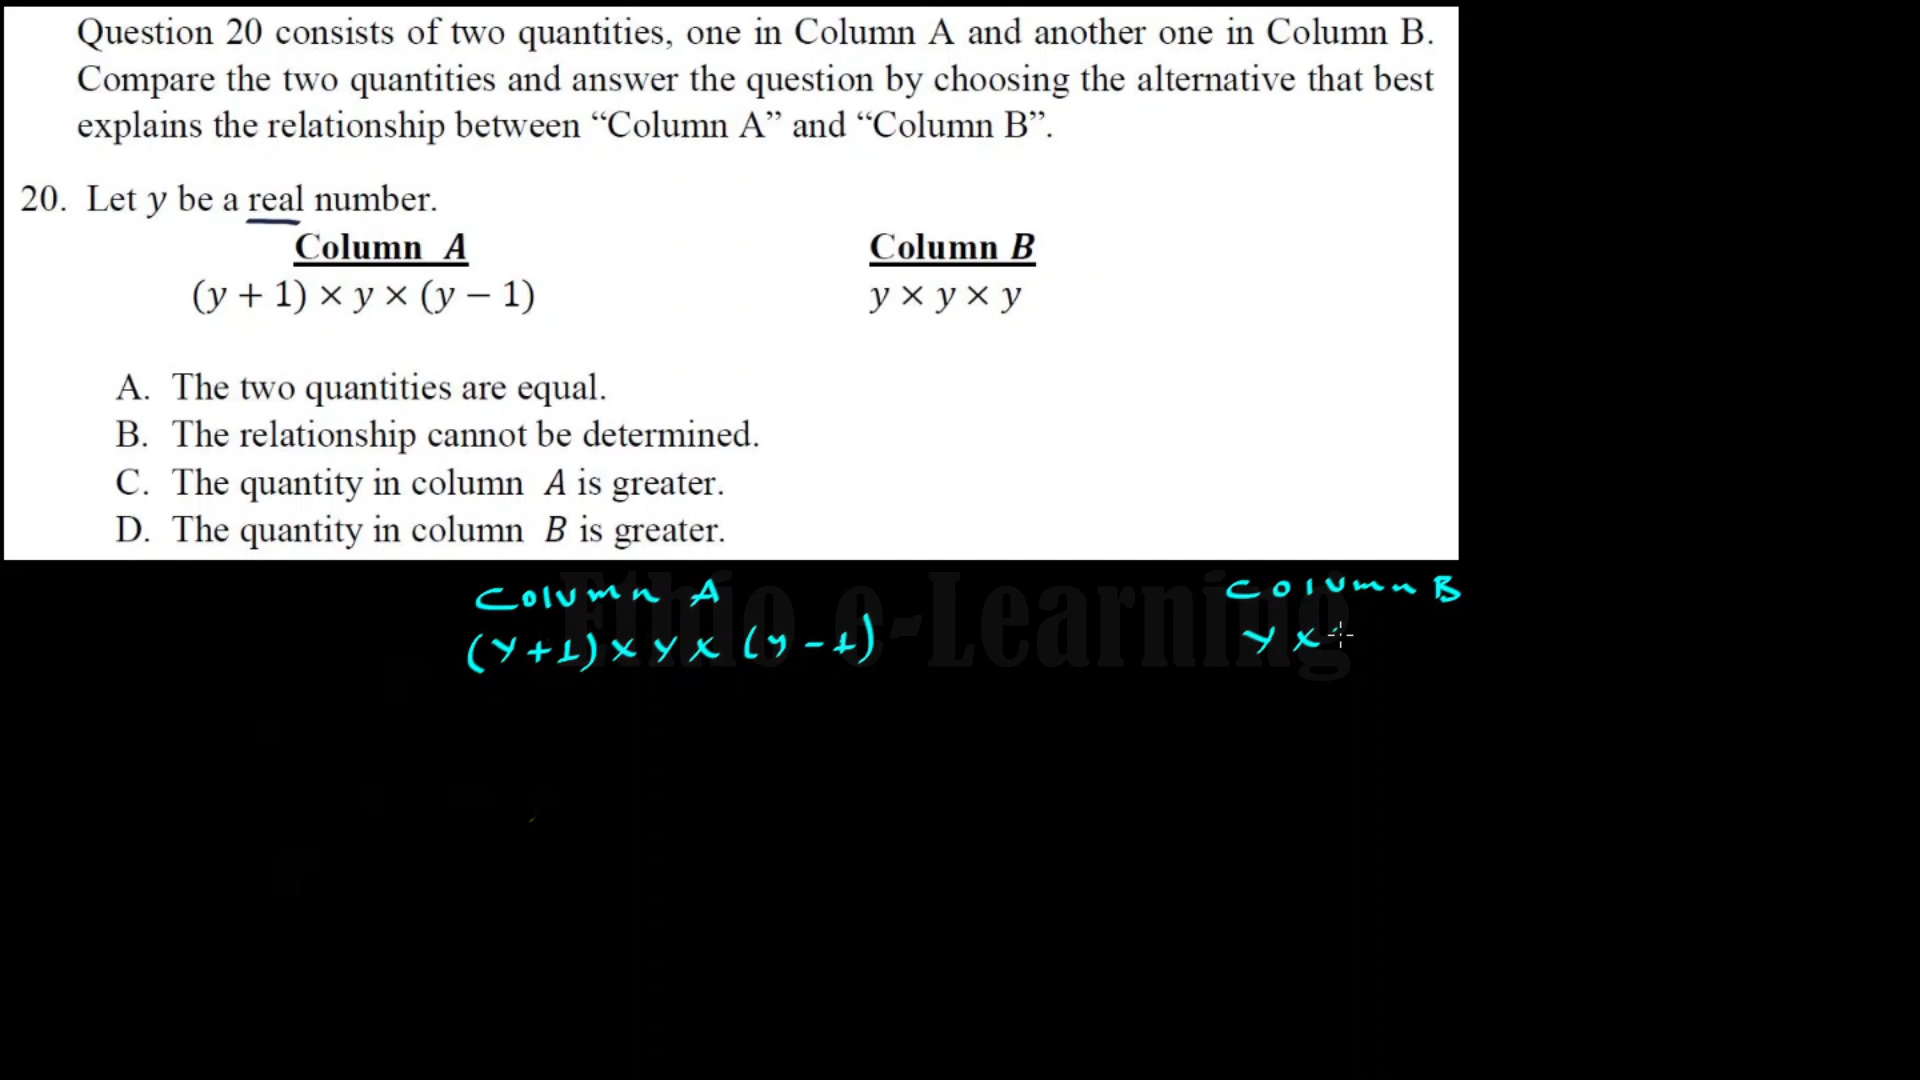 Question 20 consists of two quantities, one in Column A and another one in Column B.
Compare the two quantities and answer the question by choosing the alternative that best
explains the relationship between “Column A” and “Column B”.
20. Let y be a real number.
Column A Column B
(y + 1) × y × (y − 1) y × y × y
A. The two quantities are equal.
B. The relationship cannot be determined.
C. The quantity in column A is greater.
D. The quantity in column B is greater.
Ethio e-Learning
Column A Column B
(y+1) × y × (y-1) y ×